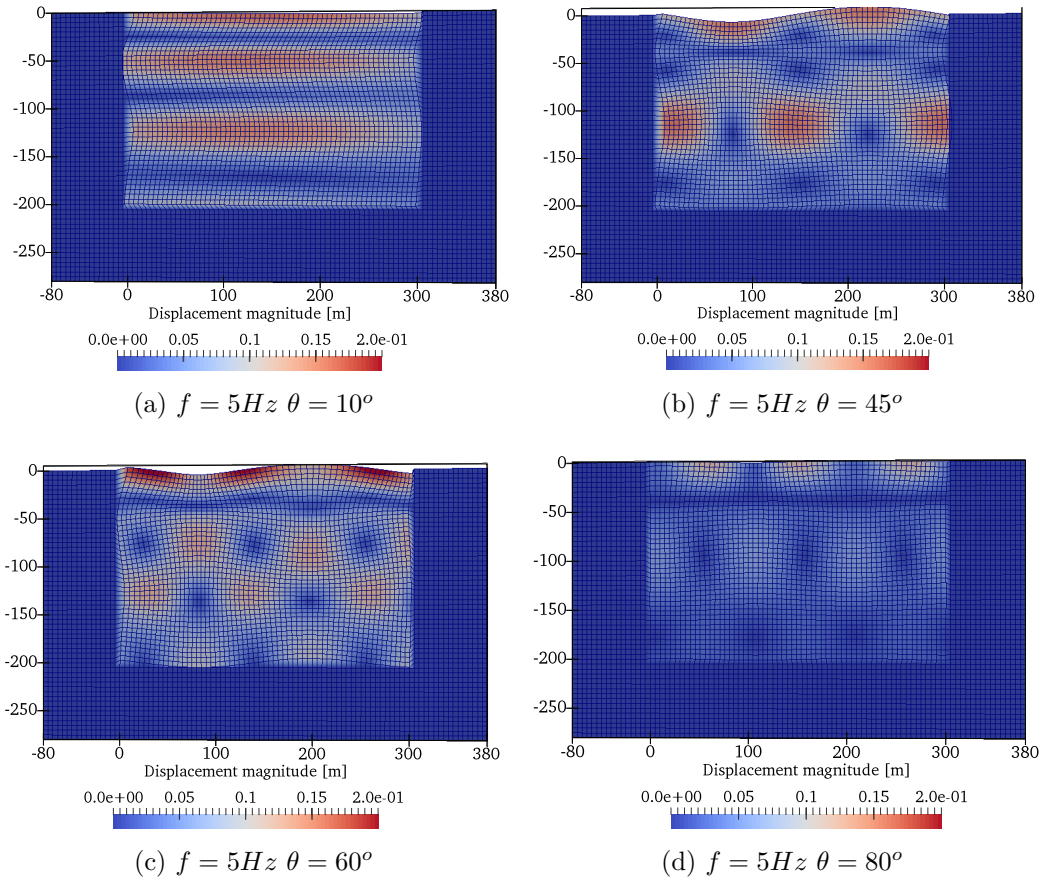 0
-50
-100
-150
-200
-250
-80 0 100 200 300 380
Displacement magnitude [m]
0.0e+00 0.05 0.1 0.15 2.0e-01
(a) f = 5Hz θ = 10°
0
-50
-100
-150
-200
-250
-80 0 100 200 300 380
Displacement magnitude [m]
0.0e+00 0.05 0.1 0.15 2.0e-01
(b) f = 5Hz θ = 45°
0
-50
-100
-150
-200
-250
-80 0 100 200 300 380
Displacement magnitude [m]
0.0e+00 0.05 0.1 0.15 2.0e-01
(c) f = 5Hz θ = 60°
0
-50
-100
-150
-200
-250
-80 0 100 200 300 380
Displacement magnitude [m]
0.0e+00 0.05 0.1 0.15 2.0e-01
(d) f = 5Hz θ = 80°